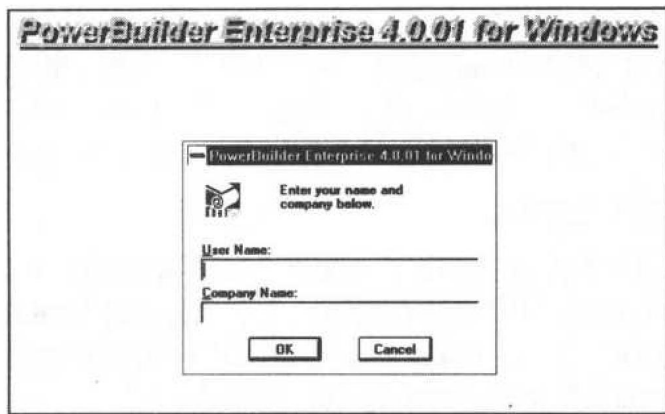 PowerBuilder Enterprise 4.0.01 for Windows
PowerBuilder Enterprise 4.0.01 for Windo
Enter your name and
company below.
User Name:
Company Name:
OK
Cancel